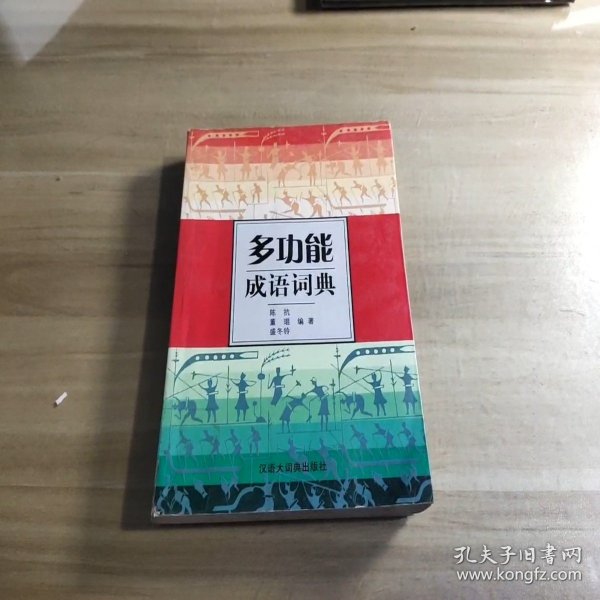 多功能
成语词典
陈抗
董琨 编著
盛冬铃
汉语大词典出版社
孔夫子旧书网
www.kongfz.com